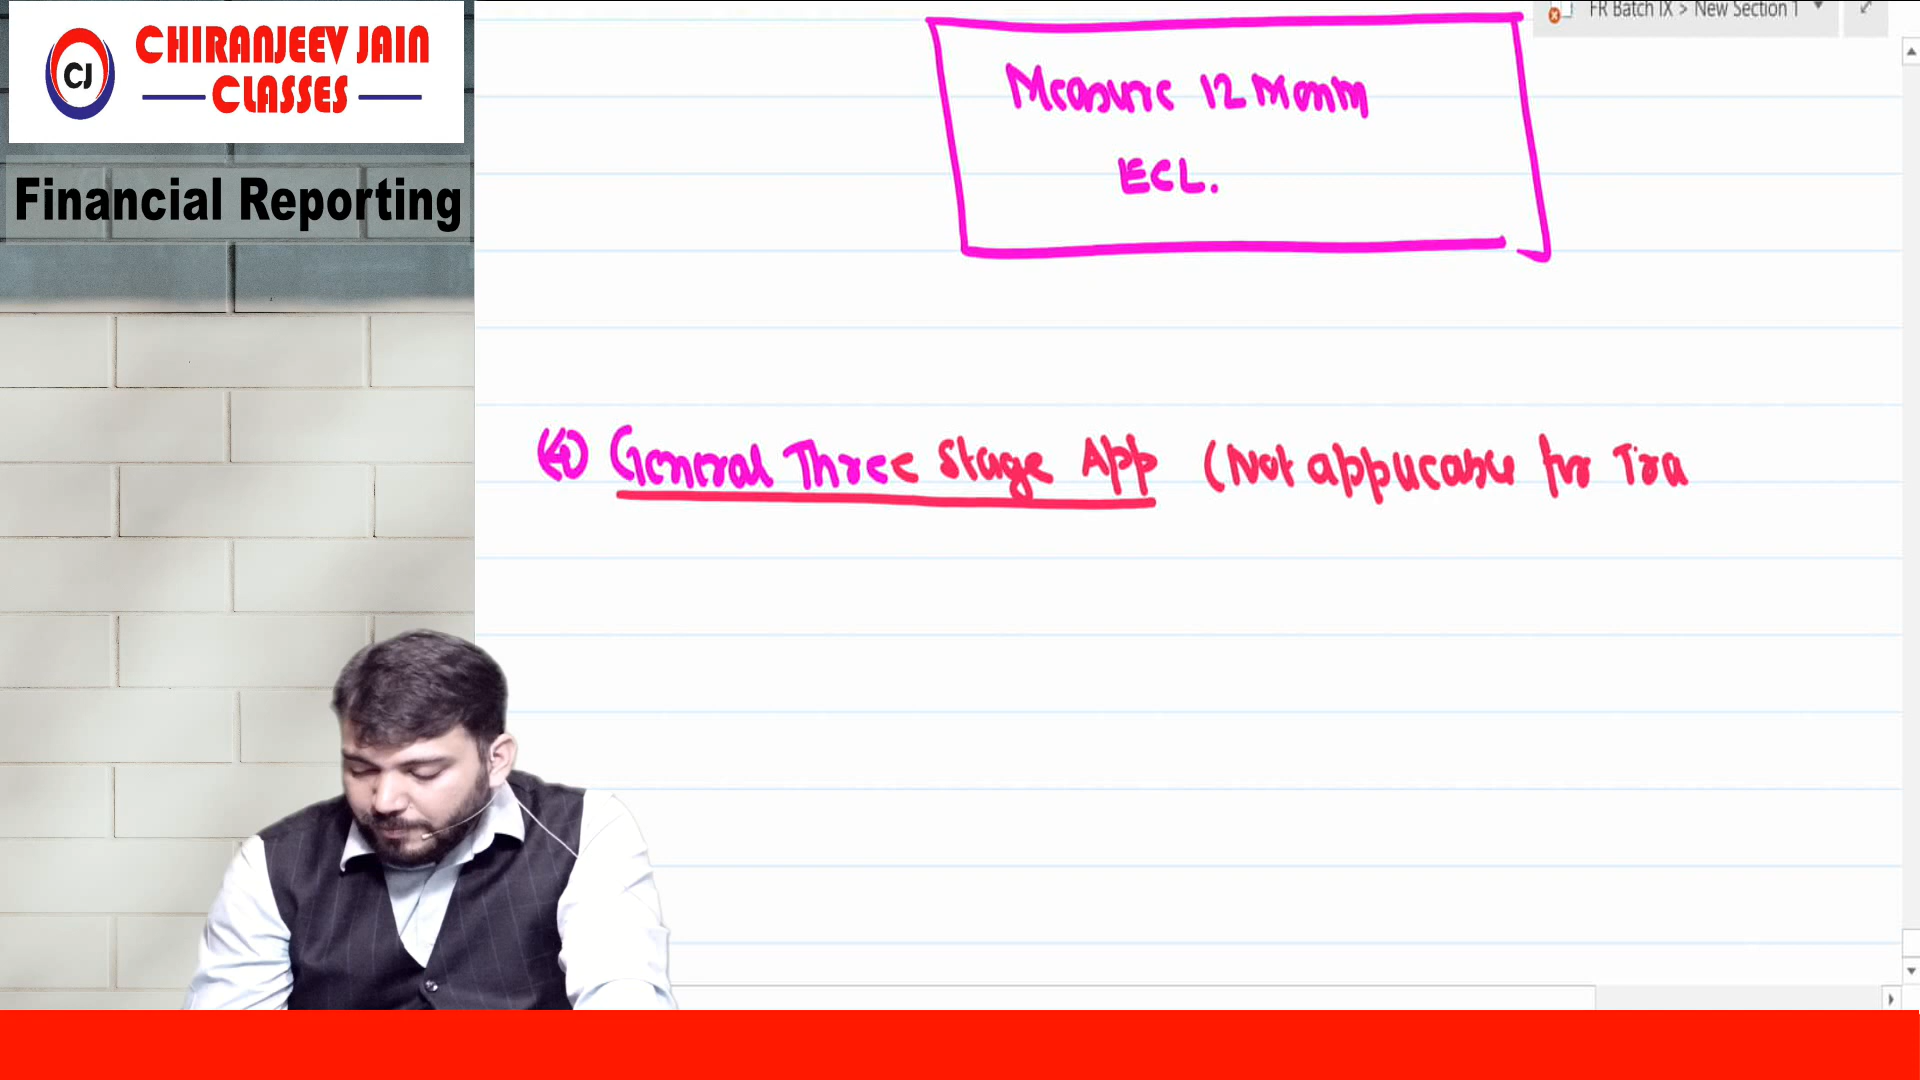 CHIRANJEEV JAIN
CLASSES
CJ
Financial Reporting
FR Batch IX > New Section 1
Measure 12 Month
ECL.
(4) General Three Stage App (Not applicable for Tra